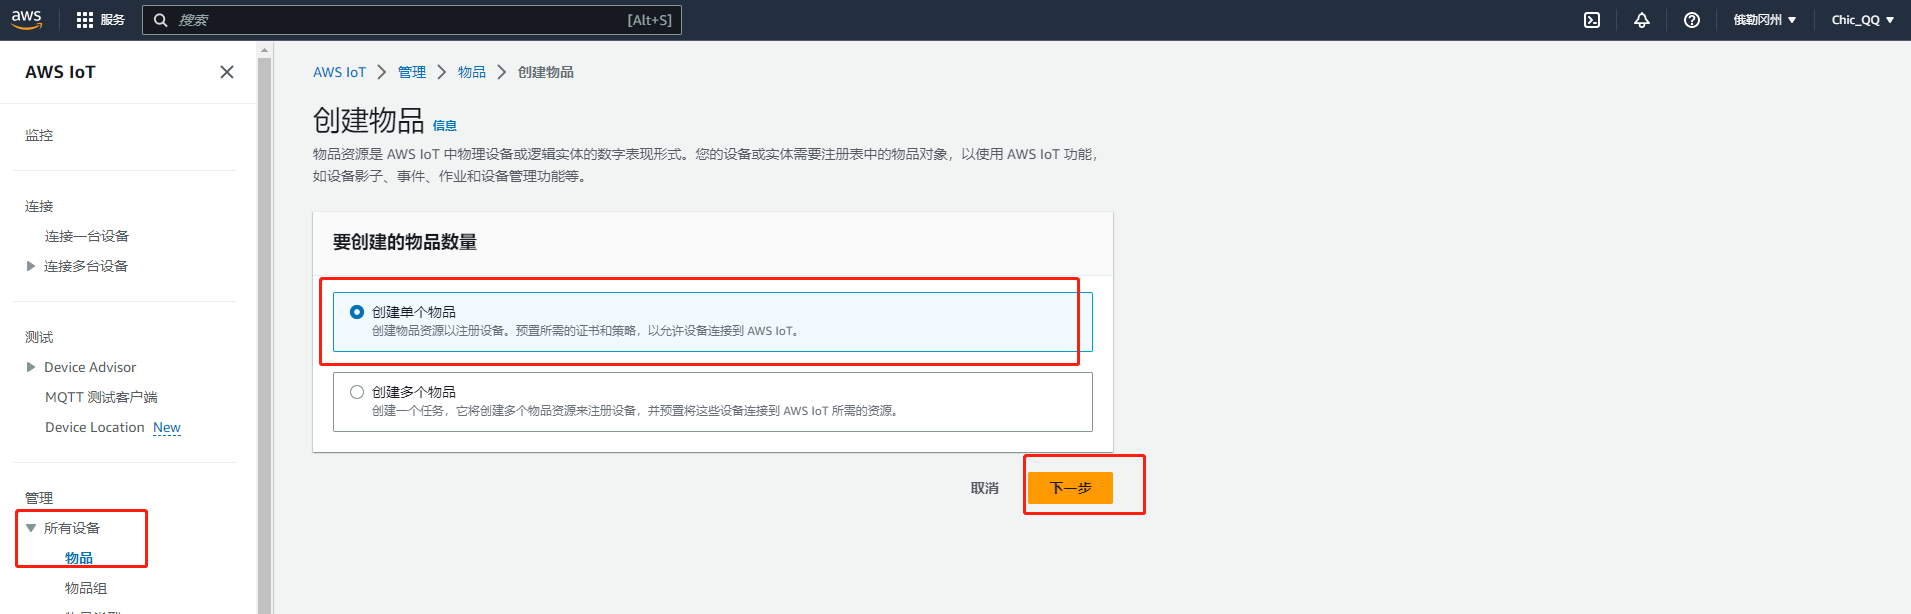 aws
服务
搜索
[Alt+S]
俄勒冈州
Chic_QQ
AWS IoT
监控
连接
连接一台设备
连接多台设备
测试
Device Advisor
MQTT 测试客户端
Device Location New
管理
所有设备
物品
物品组
AWS IoT 管理 物品 创建物品
创建物品 信息
物品资源是 AWS IoT 中物理设备或逻辑实体的数字表现形式。您的设备或实体需要注册表中的物品对象，以使用 AWS IoT 功能，
如设备影子、事件、作业和设备管理功能等。
要创建的物品数量
创建单个物品
创建物品资源以注册设备。预置所需的证书和策略，以允许设备连接到 AWS IoT。
创建多个物品
创建一个任务，它将创建多个物品资源来注册设备，并预置将这些设备连接到 AWS IoT 所需的资源。
取消
下一步